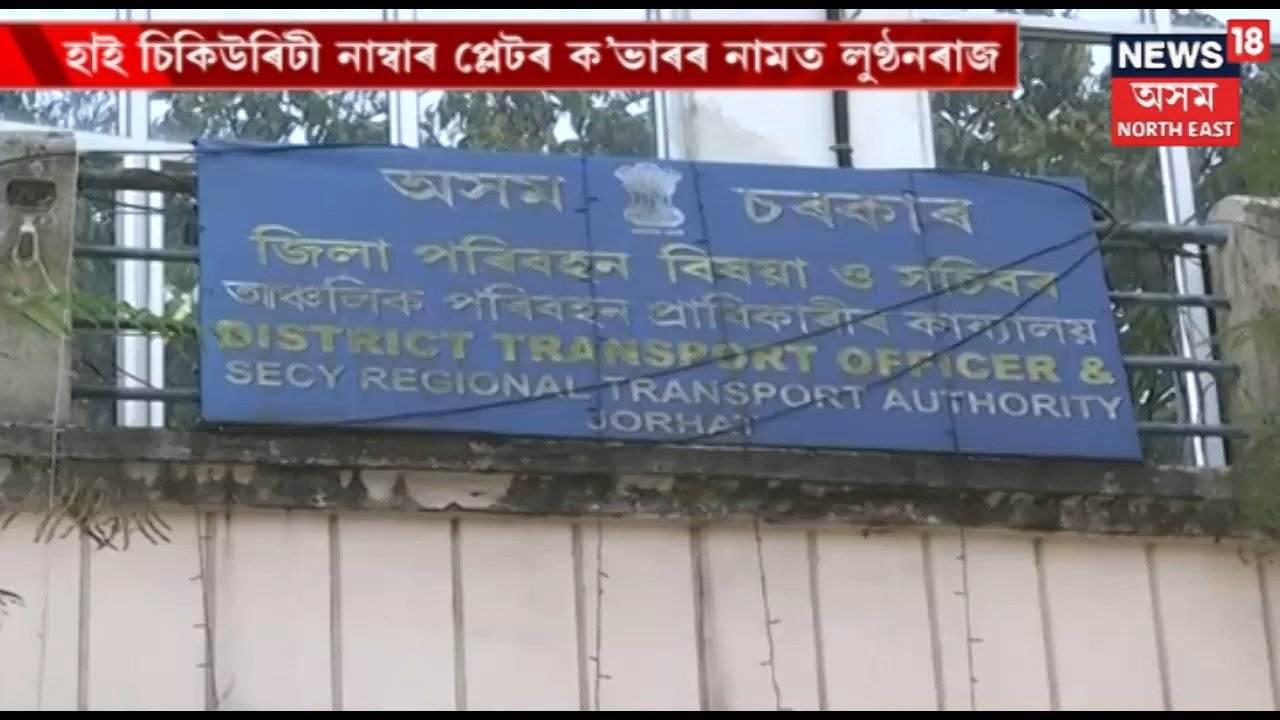 হাই চিকিউৰিটী নাম্বাৰ প্লেটৰ ক'ভাৰৰ নামত লুণ্ঠনৰাজ
NEWS 18
অসম
NORTH EAST
অসম চৰকাৰ
জিলা পৰিবহন বিষয়া ও সচিবৰ
আঞ্চলিক পৰিবহন প্ৰাধিকাৰীৰ কাৰ্য্যালয়
DISTRICT TRANSPORT OFFICER &
SECY REGIONAL TRANSPORT AUTHORITY
JORHAT